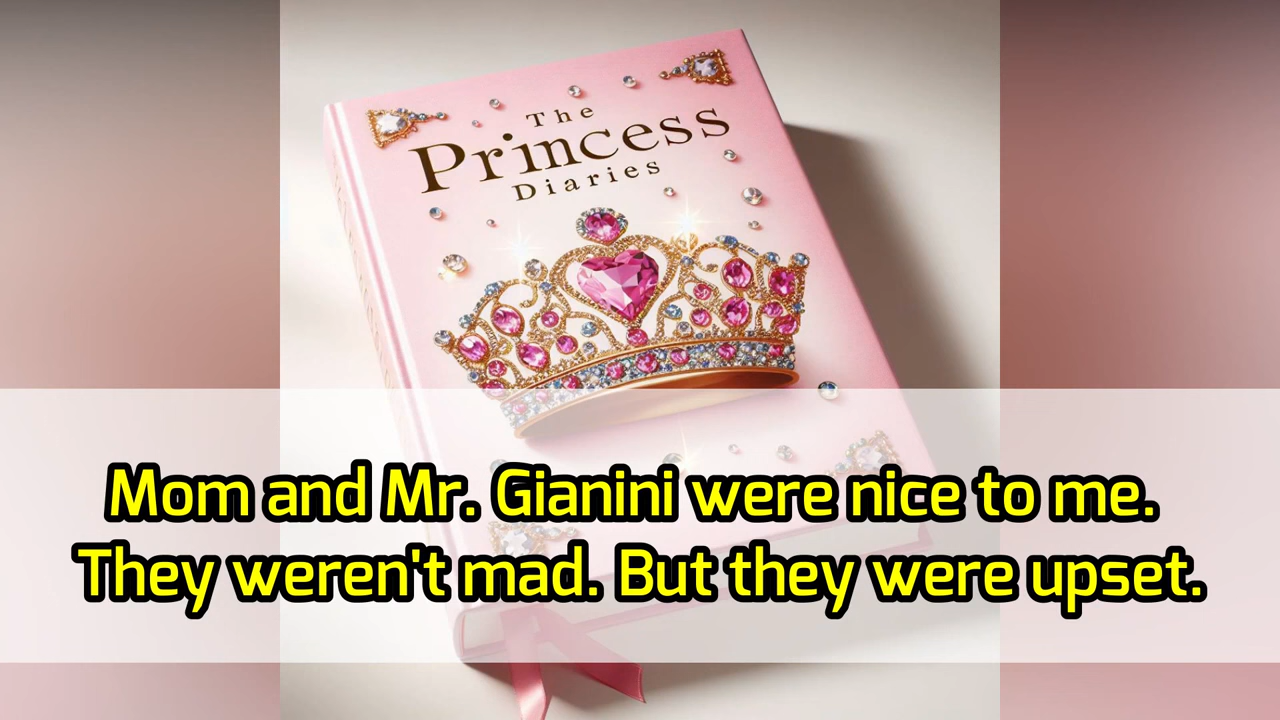 The
Princess
Diaries
Mom and Mr. Gianini were nice to me.
They weren't mad. But they were upset.